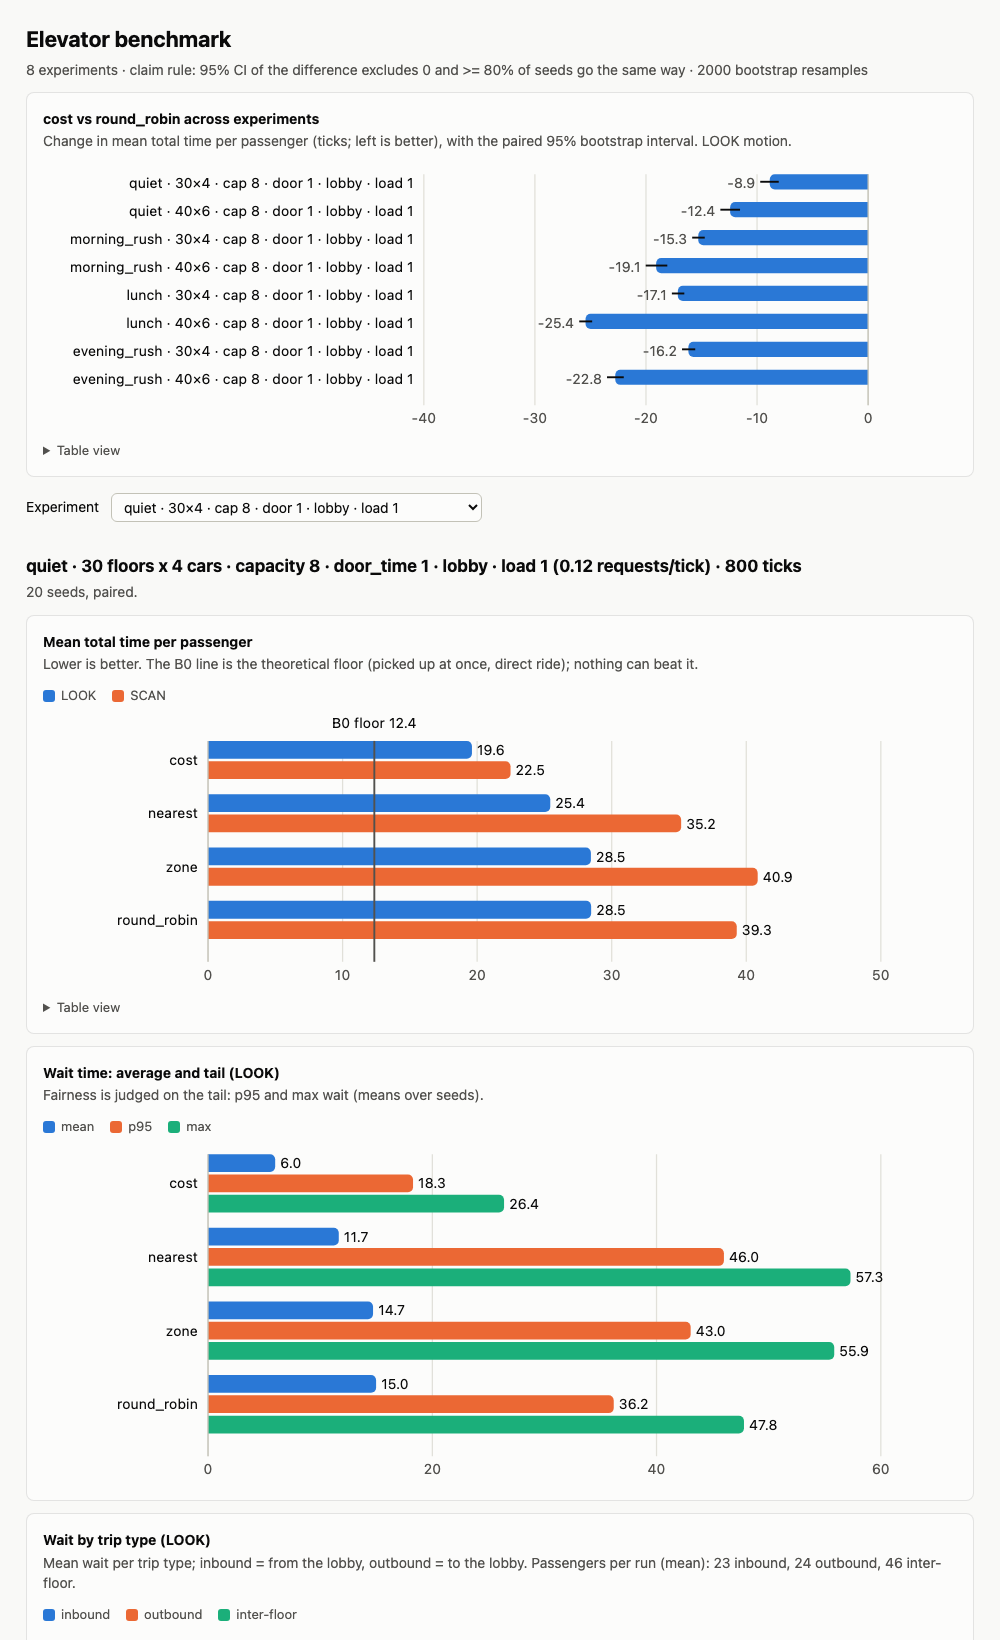 Elevator benchmark
8 experiments · claim rule: 95% CI of the difference excludes 0 and >= 80% of seeds go the same way · 2000 bootstrap resamples
cost vs round_robin across experiments
Change in mean total time per passenger (ticks; left is better), with the paired 95% bootstrap interval. LOOK motion.
quiet · 30×4 · cap 8 · door 1 · lobby · load 1 -8.9
quiet · 40×6 · cap 8 · door 1 · lobby · load 1 -12.4
morning_rush · 30×4 · cap 8 · door 1 · lobby · load 1 -15.3
morning_rush · 40×6 · cap 8 · door 1 · lobby · load 1 -19.1
lunch · 30×4 · cap 8 · door 1 · lobby · load 1 -17.1
lunch · 40×6 · cap 8 · door 1 · lobby · load 1 -25.4
evening_rush · 30×4 · cap 8 · door 1 · lobby · load 1 -16.2
evening_rush · 40×6 · cap 8 · door 1 · lobby · load 1 -22.8
-40 -30 -20 -10 0
▶ Table view
Experiment quiet · 30×4 · cap 8 · door 1 · lobby · load 1
quiet · 30 floors x 4 cars · capacity 8 · door_time 1 · lobby · load 1 (0.12 requests/tick) · 800 ticks
20 seeds, paired.
Mean total time per passenger
Lower is better. The B0 line is the theoretical floor (picked up at once, direct ride); nothing can beat it.
LOOK SCAN
B0 floor 12.4
19.6
cost
22.5
25.4
nearest
35.2
28.5
zone
40.9
28.5
round_robin
39.3
0 10 20 30 40 50
▶ Table view
Wait time: average and tail (LOOK)
Fairness is judged on the tail: p95 and max wait (means over seeds).
mean p95 max
6.0
cost 18.3
26.4
11.7
nearest 46.0
57.3
14.7
zone 43.0
55.9
15.0
round_robin 36.2
47.8
0 20 40 60
Wait by trip type (LOOK)
Mean wait per trip type; inbound = from the lobby, outbound = to the lobby. Passengers per run (mean): 23 inbound, 24 outbound, 46 inter-
floor.
inbound outbound inter-floor